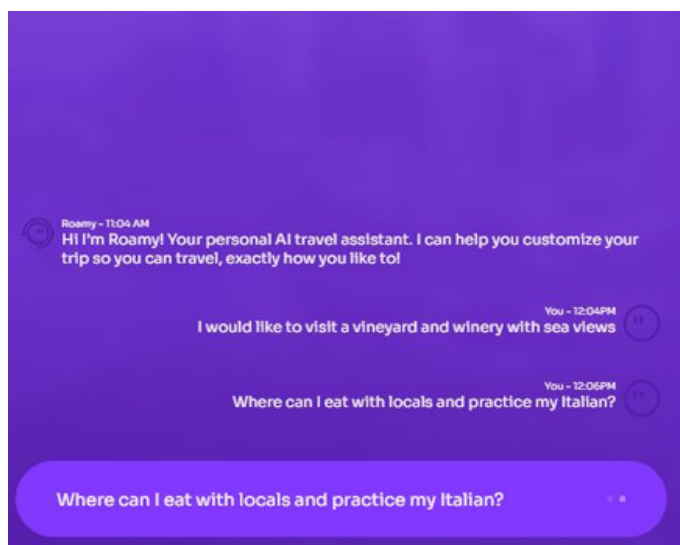 Roamy - 11:04 AM
Hi I'm Roamy! Your personal AI travel assistant. I can help you customize your
trip so you can travel, exactly how you like to!
You - 12:04PM
I would like to visit a vineyard and winery with sea views
You - 12:06PM
Where can I eat with locals and practice my Italian?
Where can I eat with locals and practice my Italian?